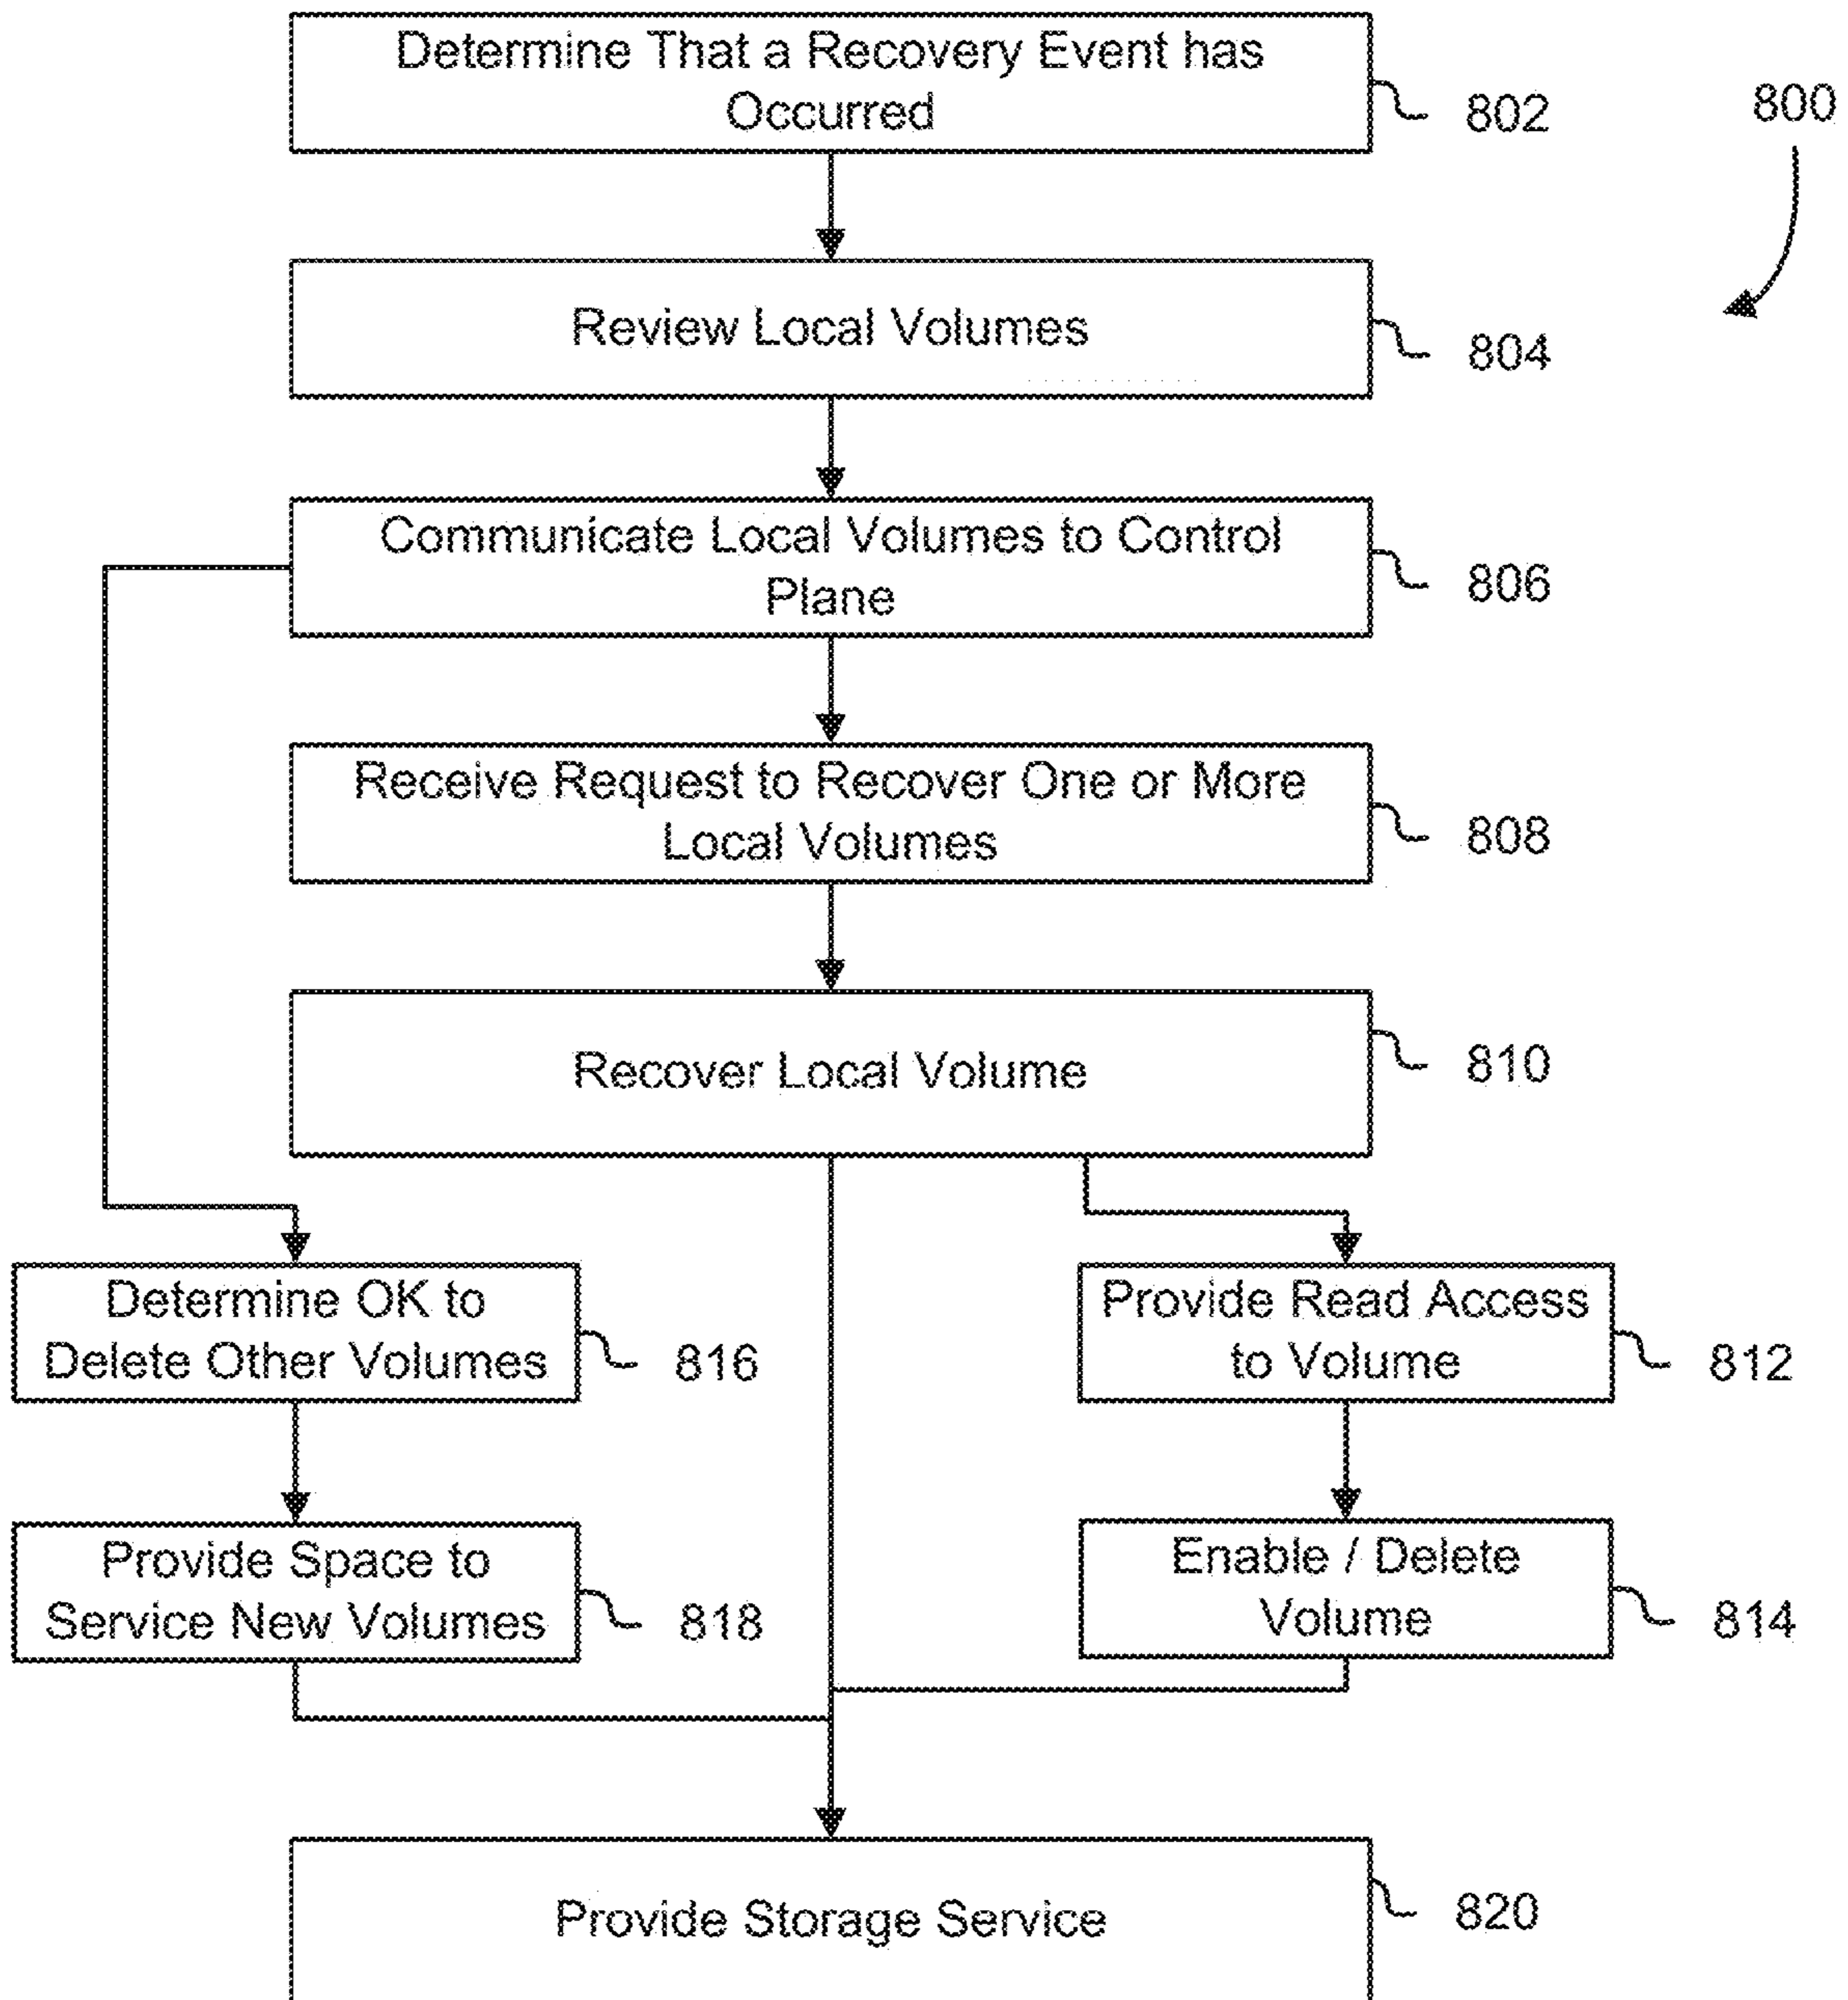 Determine That a Recovery Event has
Occurred
802
800
Review Local Volumes
804
Communicate Local Volumes to Control
Plane
806
Receive Request to Recover One or More
Local Volumes
808
Recover Local Volume
810
Determine OK to
Delete Other Volumes
816
Provide Read Access
to Volume
812
Provide Space to
Service New Volumes
818
Enable / Delete
Volume
814
Provide Storage Service
820